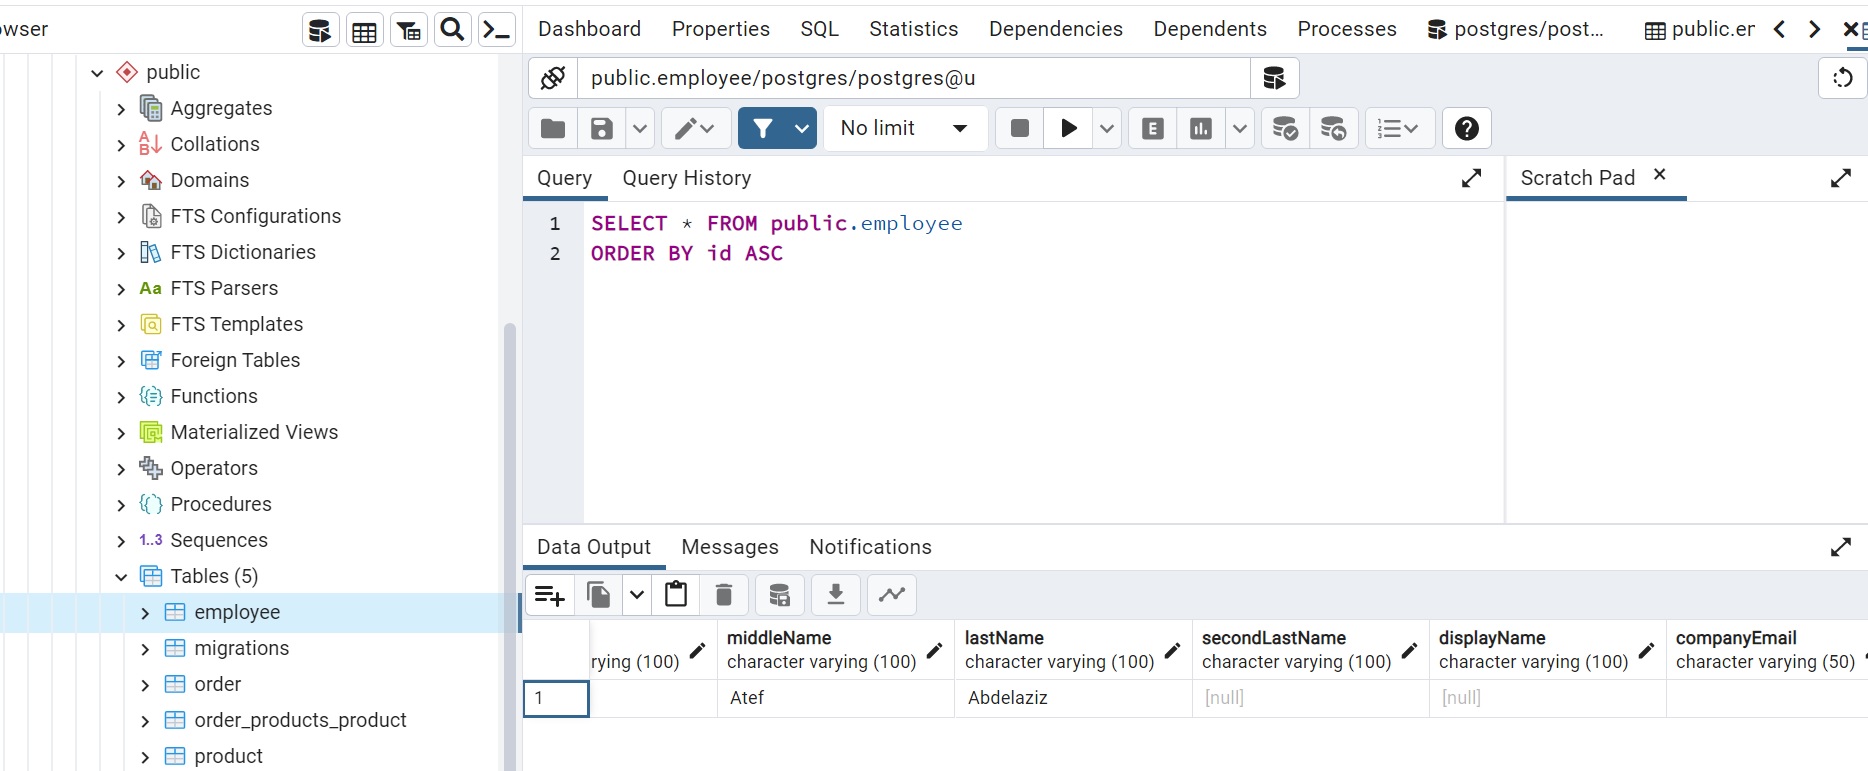 owser
Dashboard Properties SQL Statistics Dependencies Dependents Processes postgres/post... public.er
public
Aggregates
Collations
Domains
FTS Configurations
FTS Dictionaries
Aa FTS Parsers
FTS Templates
Foreign Tables
Functions
Materialized Views
Operators
Procedures
1..3 Sequences
Tables (5)
employee
migrations
order
order_products_product
product
public.employee/postgres/postgres@u
No limit
E
Query Query History
Scratch Pad
1 SELECT * FROM public.employee
2 ORDER BY id ASC
Data Output Messages Notifications
middleName lastName secondLastName displayName companyEmail
rying (100) character varying (100) character varying (100) character varying (100) character varying (100) character varying (50)
1 Atef Abdelaziz [null] [null]